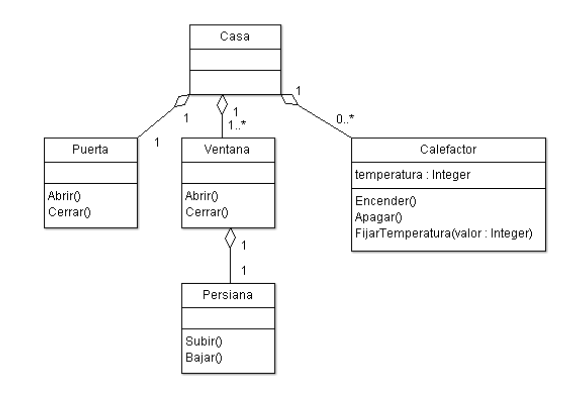 Casa
1
1
1
1
1..*
0..*
Puerta
Abrir()
Cerrar()
Ventana
Abrir()
Cerrar()
Calefactor
temperatura : Integer
Encender()
Apagar()
FijarTemperatura(valor : Integer)
1
1
Persiana
Subir()
Bajar()